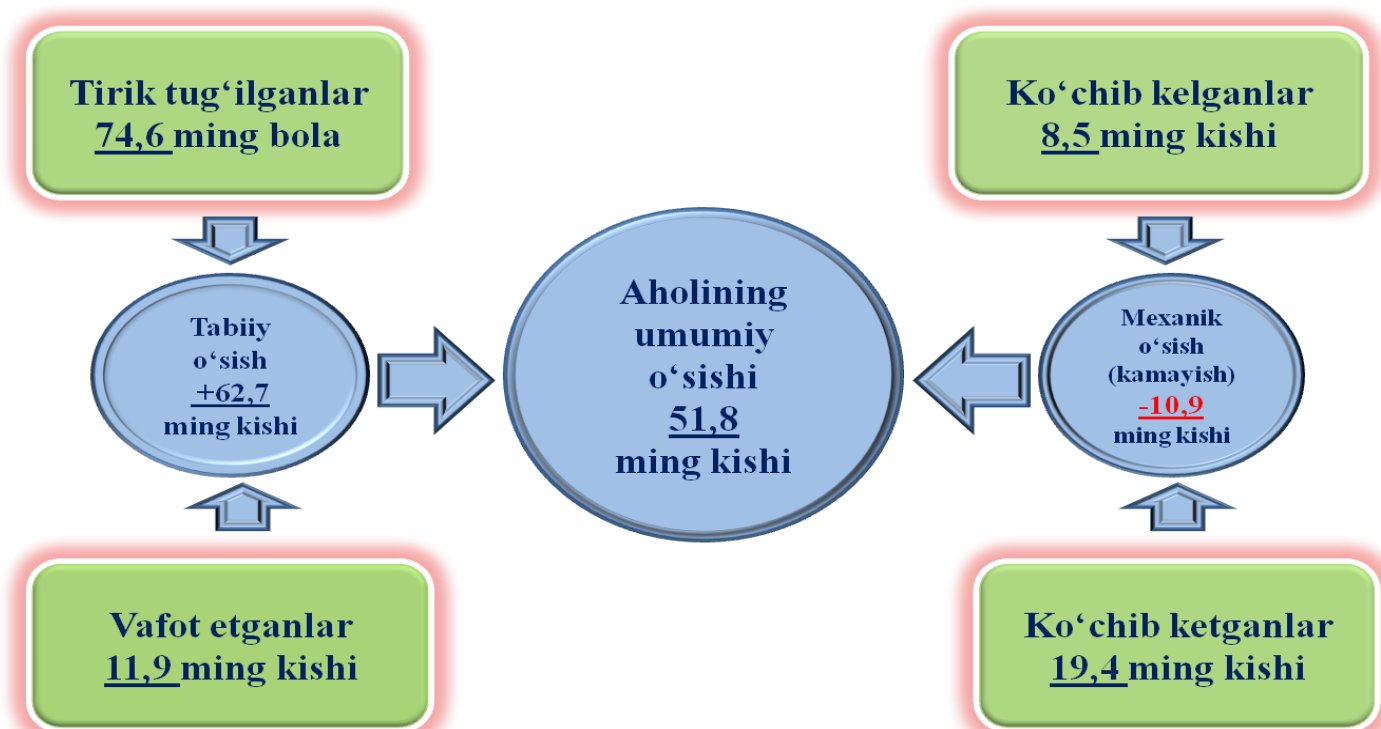 Tirik tug‘ilganlar
74,6 ming bola
Ko‘chib kelganlar
8,5 ming kishi
Tabiiy
o‘sish
+62,7
ming kishi
Aholining
umumiy
o‘sishi
51,8
ming kishi
Mexanik
o‘sish
(kamayish)
-10,9
ming kishi
Vafot etganlar
11,9 ming kishi
Ko‘chib ketganlar
19,4 ming kishi